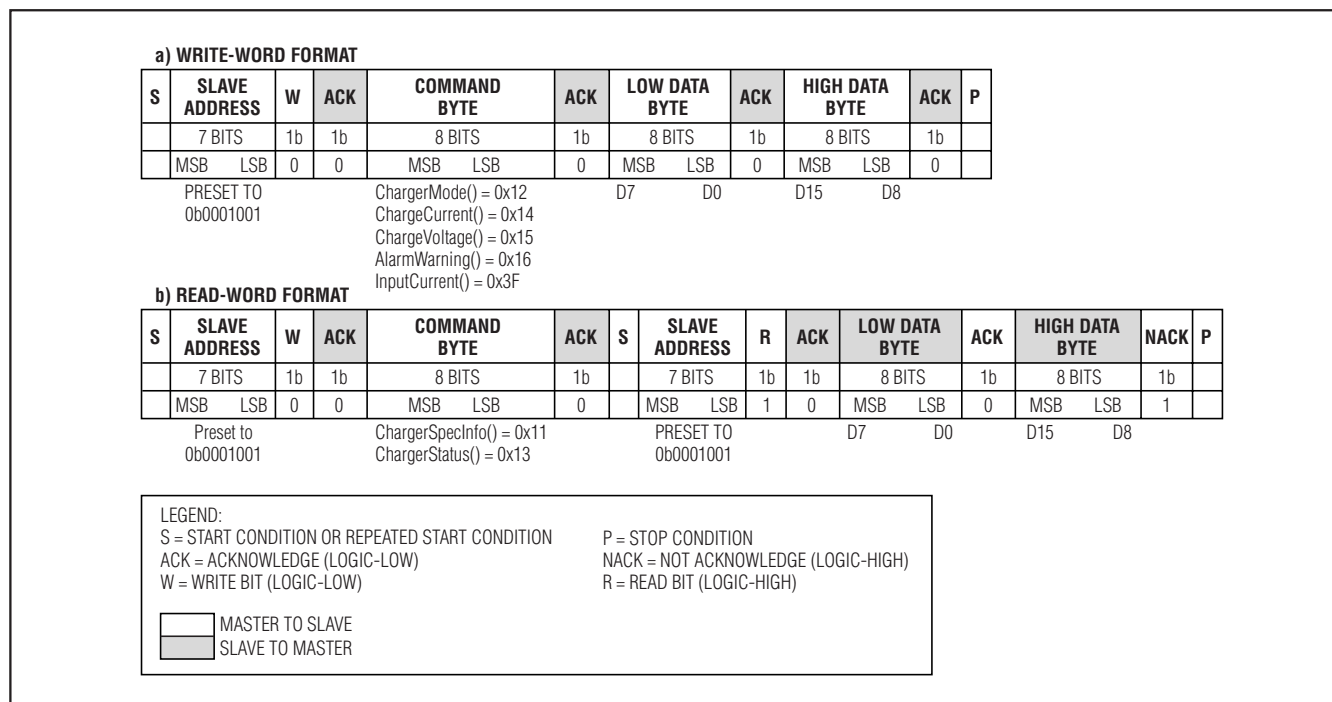 a) WRITE-WORD FORMAT
S SLAVE ADDRESS W ACK COMMAND BYTE ACK LOW DATA BYTE ACK HIGH DATA BYTE ACK P
7 BITS 1b 1b 8 BITS 1b 8 BITS 1b 8 BITS 1b
MSB LSB 0 0 MSB LSB 0 MSB LSB 0 MSB LSB 0
PRESET TO 0b0001001 ChargerMode() = 0x12 D7 D0 D15 D8
ChargeCurrent() = 0x14
ChargeVoltage() = 0x15
AlarmWarning() = 0x16
InputCurrent() = 0x3F
b) READ-WORD FORMAT
S SLAVE ADDRESS W ACK COMMAND BYTE ACK S SLAVE ADDRESS R ACK LOW DATA BYTE ACK HIGH DATA BYTE NACK P
7 BITS 1b 1b 8 BITS 1b 7 BITS 1b 1b 8 BITS 1b 8 BITS 1b
MSB LSB 0 0 MSB LSB 0 MSB LSB 1 0 MSB LSB 0 MSB LSB 1
Preset to ChargerSpecInfo() = 0x11 PRESET TO D7 D0 D15 D8
0b0001001 ChargerStatus() = 0x13 0b0001001
LEGEND:
S = START CONDITION OR REPEATED START CONDITION P = STOP CONDITION
ACK = ACKNOWLEDGE (LOGIC-LOW) NACK = NOT ACKNOWLEDGE (LOGIC-HIGH)
W = WRITE BIT (LOGIC-LOW) R = READ BIT (LOGIC-HIGH)
MASTER TO SLAVE
SLAVE TO MASTER